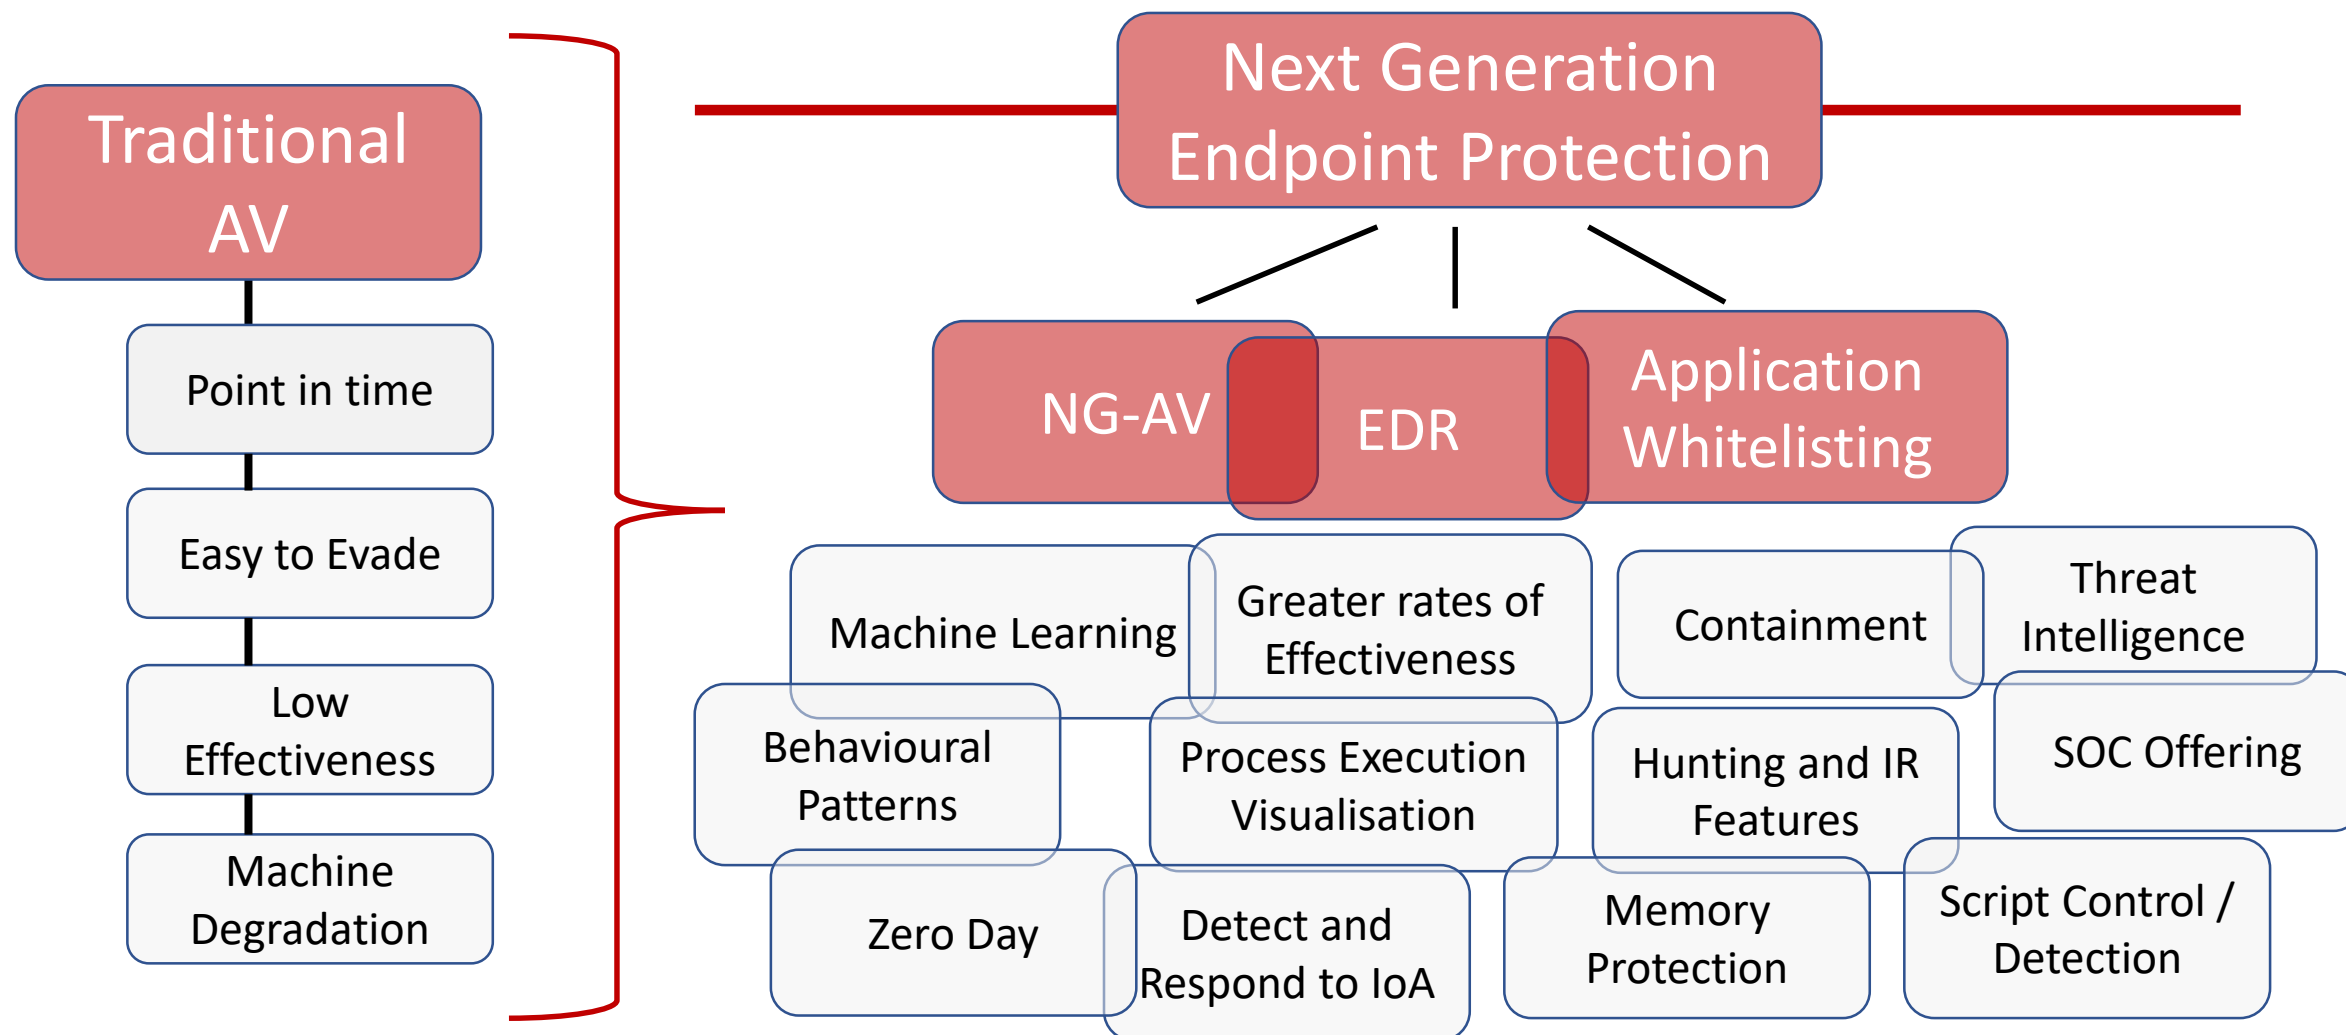 Traditional
AV
Point in time
Easy to Evade
Low
Effectiveness
Machine
Degradation
Next Generation
Endpoint Protection
NG-AV
EDR
Application
Whitelisting
Machine Learning
Greater rates of
Effectiveness
Containment
Threat
Intelligence
Behavioural
Patterns
Process Execution
Visualisation
Hunting and IR
Features
SOC Offering
Zero Day
Detect and
Respond to IoA
Memory
Protection
Script Control /
Detection